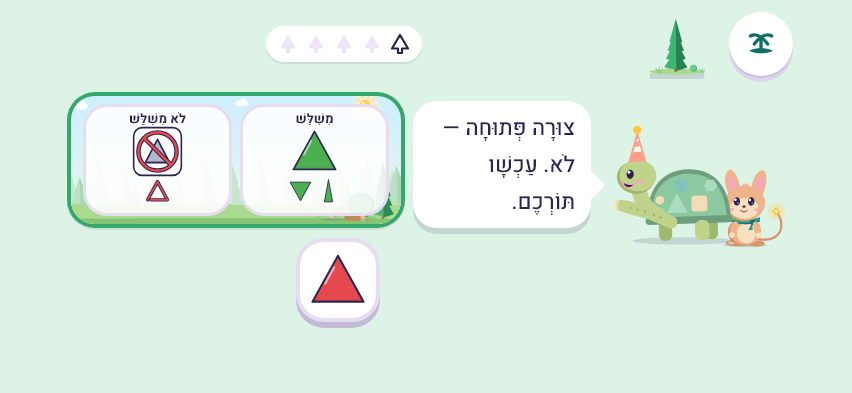 צוּרָה פְּתוּחָה –
לֹא. עַכְשָׁו
תּוֹרְכֶם.
מְשֻׁלָּשׁ
לֹא מְשֻׁלָּשׁ